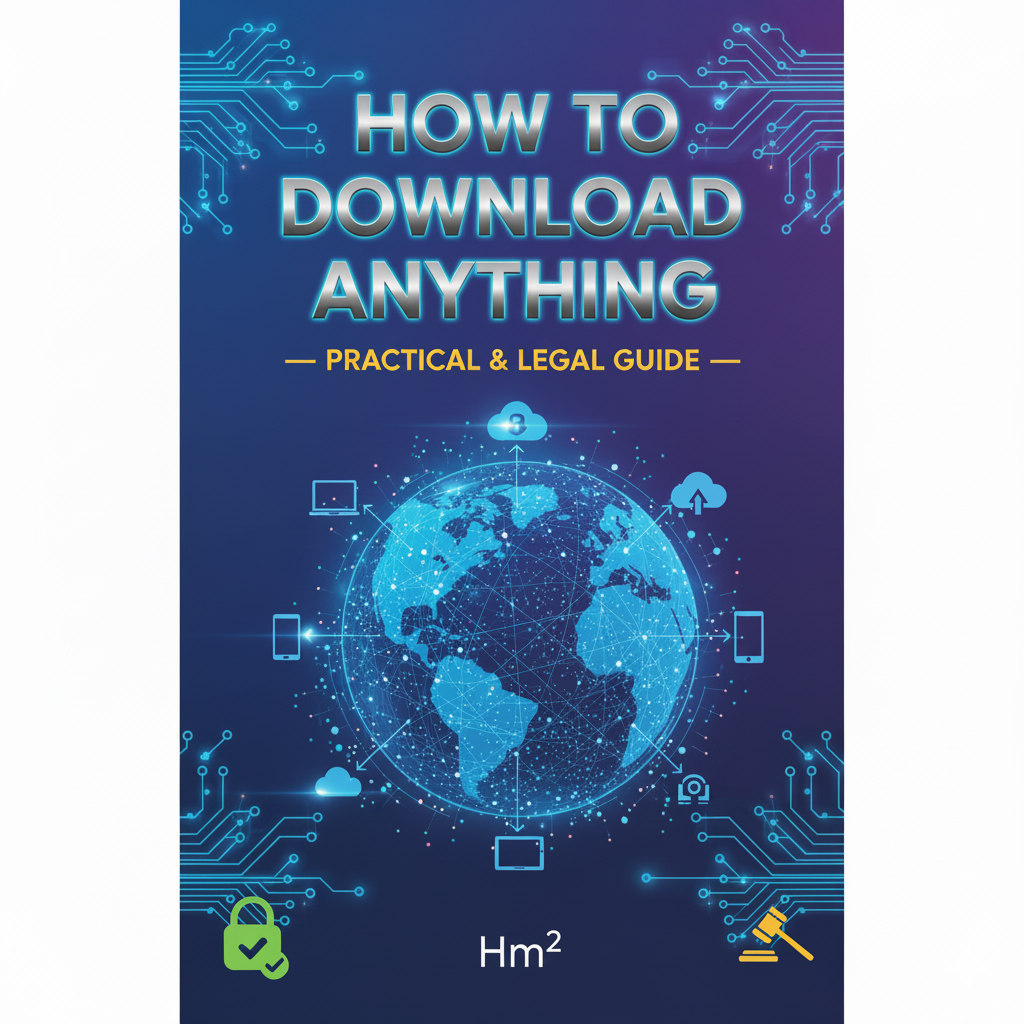 HOW TO
DOWNLOAD
ANYTHING
— PRACTICAL & LEGAL GUIDE —
Hm²